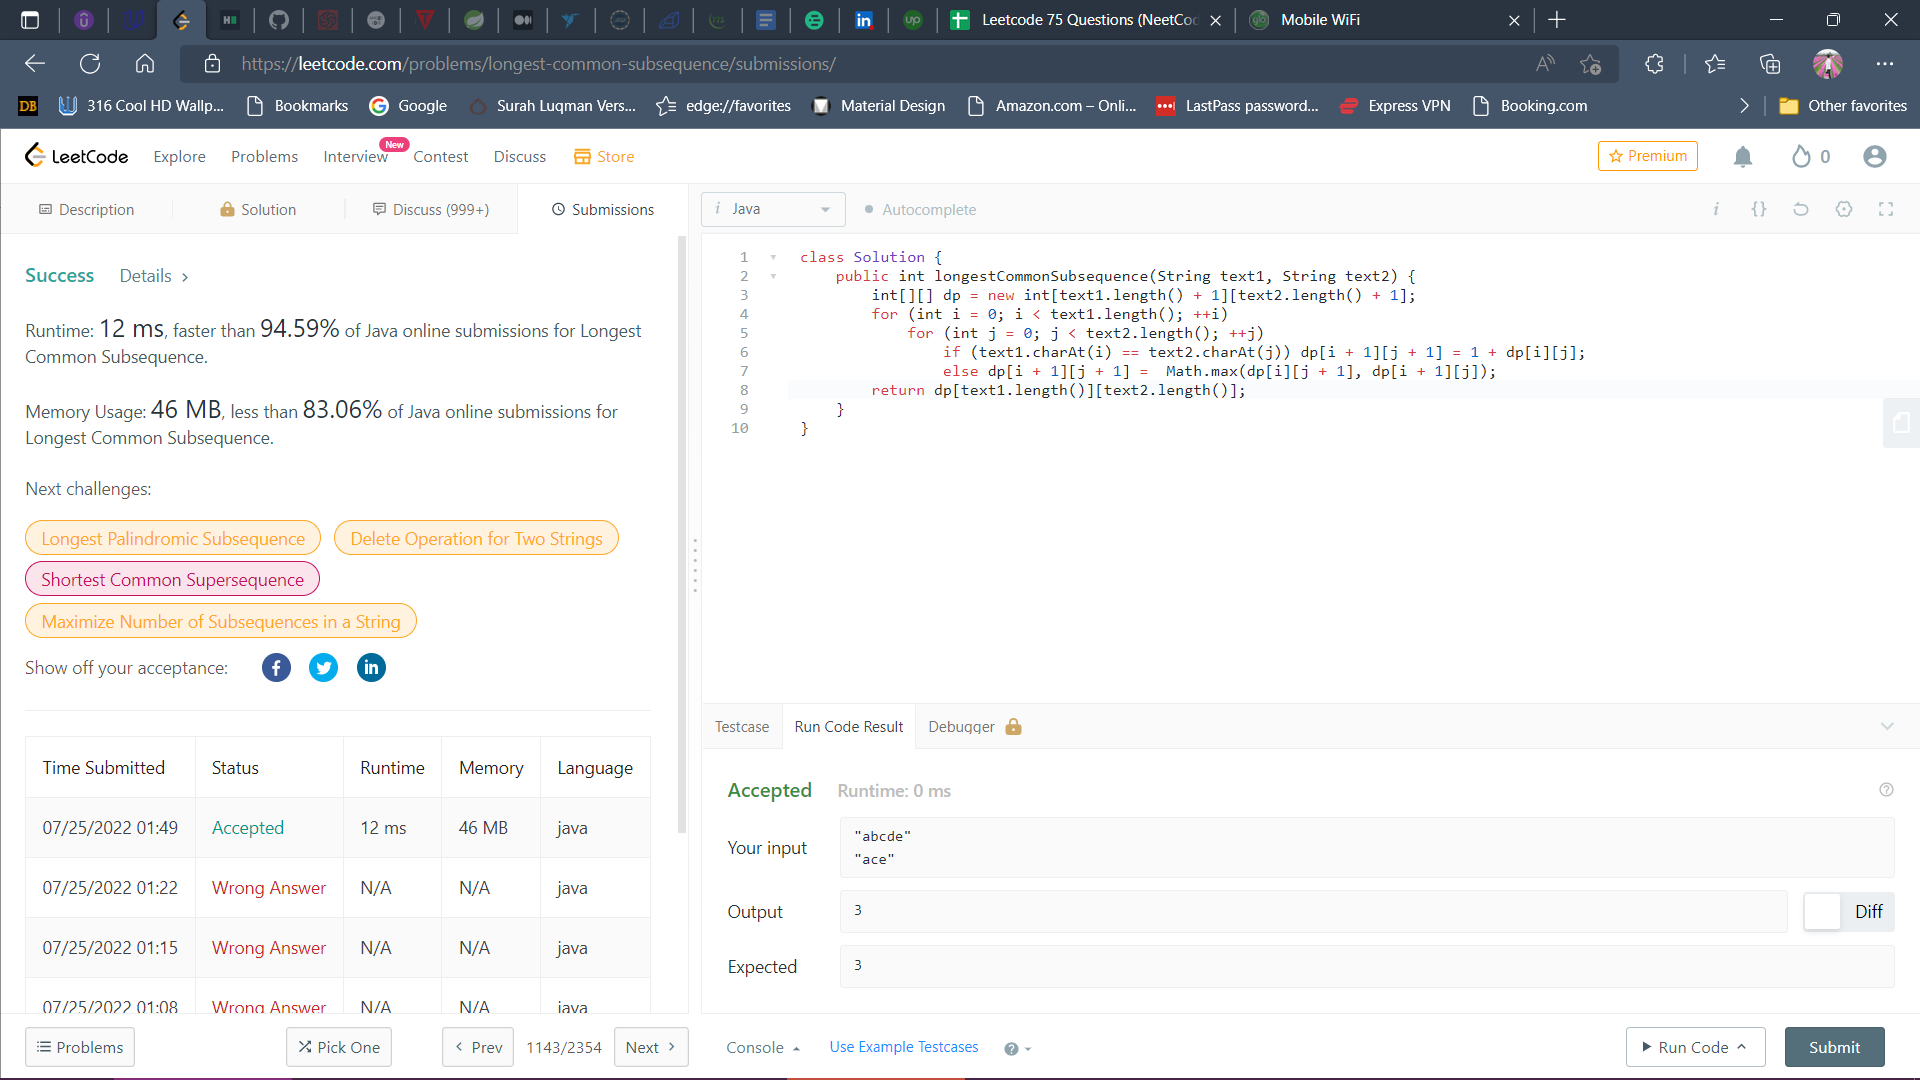 Leetcode 75 Questions (NeetCo
Mobile WiFi
https://leetcode.com/problems/longest-common-subsequence/submissions/
316 Cool HD Wallp...
Bookmarks
Google
Surah Luqman Vers...
edge://favorites
Material Design
Amazon.com – Onli...
LastPass password...
Express VPN
Booking.com
Other favorites
LeetCode
Explore
Problems
Interview
New
Contest
Discuss
Store
Premium
0
Description
Solution
Discuss (999+)
Submissions
i Java
Autocomplete
Success Details >
Runtime: 12 ms, faster than 94.59% of Java online submissions for Longest
Common Subsequence.
Memory Usage: 46 MB, less than 83.06% of Java online submissions for
Longest Common Subsequence.
Next challenges:
Longest Palindromic Subsequence
Delete Operation for Two Strings
Shortest Common Supersequence
Maximize Number of Subsequences in a String
Show off your acceptance:
Time Submitted Status Runtime Memory Language
07/25/2022 01:49 Accepted 12 ms 46 MB java
07/25/2022 01:22 Wrong Answer N/A N/A java
07/25/2022 01:15 Wrong Answer N/A N/A java
07/25/2022 01:08 Wrong Answer N/A N/A java
1 class Solution {
2 public int longestCommonSubsequence(String text1, String text2) {
3 int[][] dp = new int[text1.length() + 1][text2.length() + 1];
4 for (int i = 0; i < text1.length(); ++i)
5 for (int j = 0; j < text2.length(); ++j)
6 if (text1.charAt(i) == text2.charAt(j)) dp[i + 1][j + 1] = 1 + dp[i][j];
7 else dp[i + 1][j + 1] =  Math.max(dp[i][j + 1], dp[i + 1][j]);
8 return dp[text1.length()][text2.length()];
9 }
10 }
Testcase
Run Code Result
Debugger
Accepted Runtime: 0 ms
Your input
"abcde"
"ace"
Output
3
Diff
Expected
3
Problems
Pick One
< Prev
1143/2354
Next >
Console
Use Example Testcases
Run Code
Submit